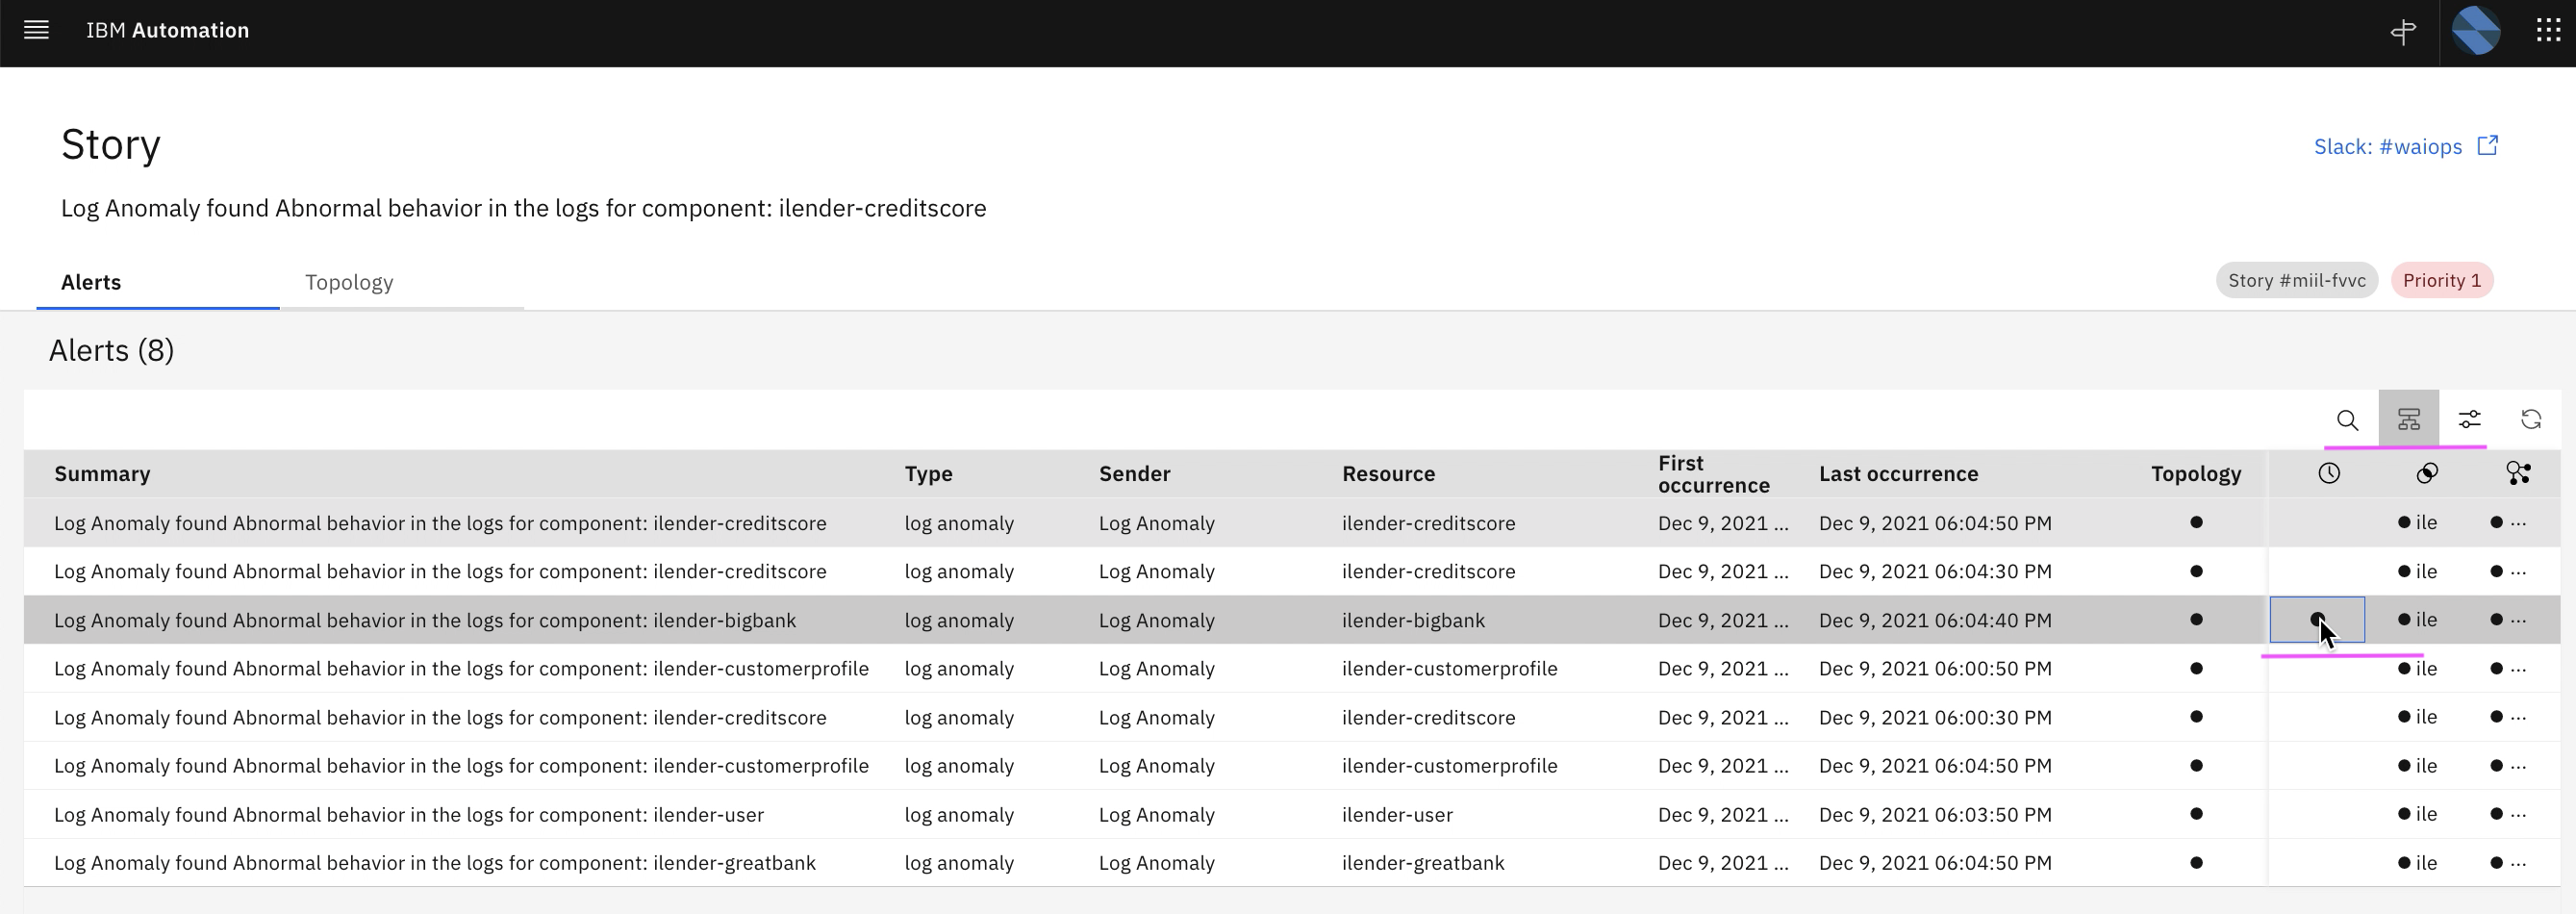 IBM Automation
Story
Slack: #waiops
Log Anomaly found Abnormal behavior in the logs for component: ilender-creditscore
Alerts Topology Story #miil-fvvc Priority 1
Alerts (8)
Summary Type Sender Resource First occurrence Last occurrence Topology
Log Anomaly found Abnormal behavior in the logs for component: ilender-creditscore log anomaly Log Anomaly ilender-creditscore Dec 9, 2021 ... Dec 9, 2021 06:04:50 PM ile ...
Log Anomaly found Abnormal behavior in the logs for component: ilender-creditscore log anomaly Log Anomaly ilender-creditscore Dec 9, 2021 ... Dec 9, 2021 06:04:30 PM ile ...
Log Anomaly found Abnormal behavior in the logs for component: ilender-bigbank log anomaly Log Anomaly ilender-bigbank Dec 9, 2021 ... Dec 9, 2021 06:04:40 PM ile ...
Log Anomaly found Abnormal behavior in the logs for component: ilender-customerprofile log anomaly Log Anomaly ilender-customerprofile Dec 9, 2021 ... Dec 9, 2021 06:00:50 PM ile ...
Log Anomaly found Abnormal behavior in the logs for component: ilender-creditscore log anomaly Log Anomaly ilender-creditscore Dec 9, 2021 ... Dec 9, 2021 06:00:30 PM ile ...
Log Anomaly found Abnormal behavior in the logs for component: ilender-customerprofile log anomaly Log Anomaly ilender-customerprofile Dec 9, 2021 ... Dec 9, 2021 06:04:50 PM ile ...
Log Anomaly found Abnormal behavior in the logs for component: ilender-user log anomaly Log Anomaly ilender-user Dec 9, 2021 ... Dec 9, 2021 06:03:50 PM ile ...
Log Anomaly found Abnormal behavior in the logs for component: ilender-greatbank log anomaly Log Anomaly ilender-greatbank Dec 9, 2021 ... Dec 9, 2021 06:04:50 PM ile ...